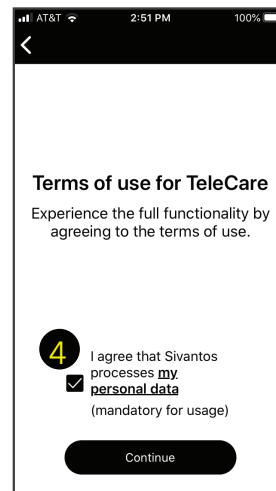 AT&T 2:51 PM 100%
Terms of use for TeleCare
Experience the full functionality by
agreeing to the terms of use.
4
I agree that Sivantos
processes my
personal data
(mandatory for usage)
Continue